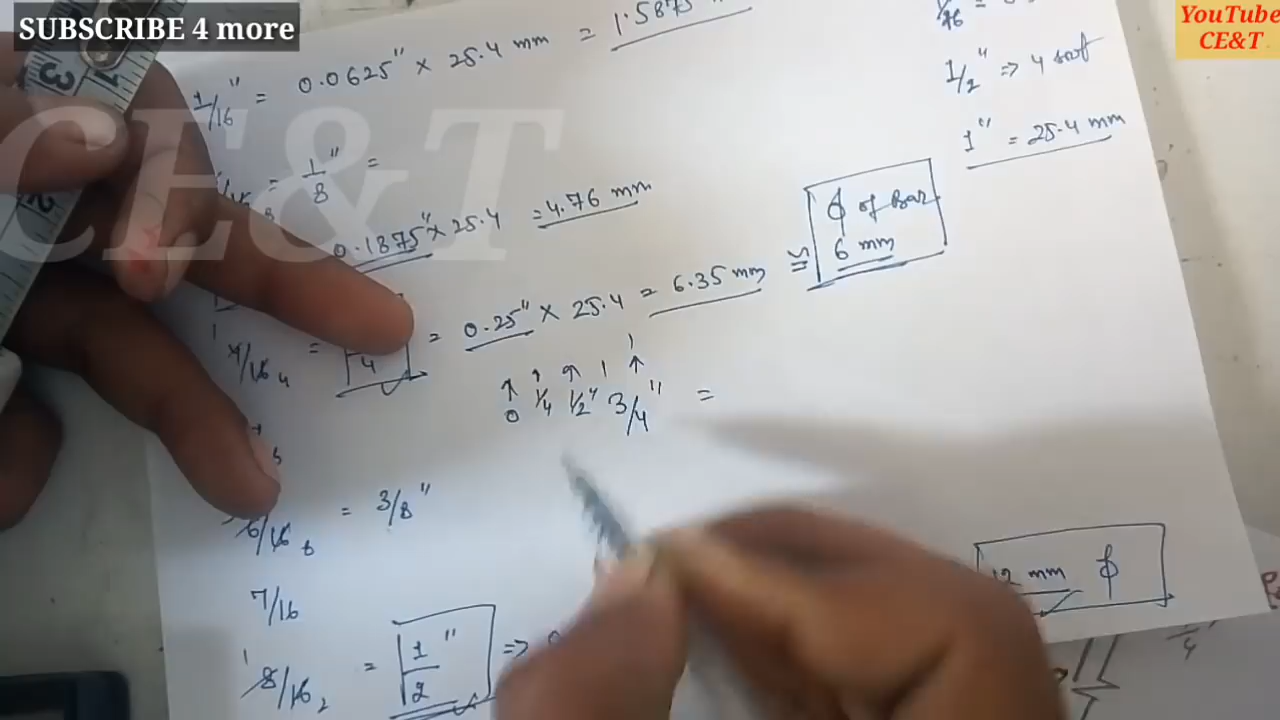 SUBSCRIBE 4 more
YouTube
CE&T
CE&T
1/16" = 0.0625" × 25.4 mm = 1.5875"
1/2" => 4 soot
1" = 25.4 mm
= 1/8" =
0.1875" × 25.4 = 4.76 mm
ϕ of Bar
6 mm
4/16 = 4 = 0.25" × 25.4 = 6.35 mm ≅
0 1/4 1/2" 3/4" =
6/16 8 = 3/8"
7/16
1 8/16 2 = 1/2" =>
12 mm ϕ